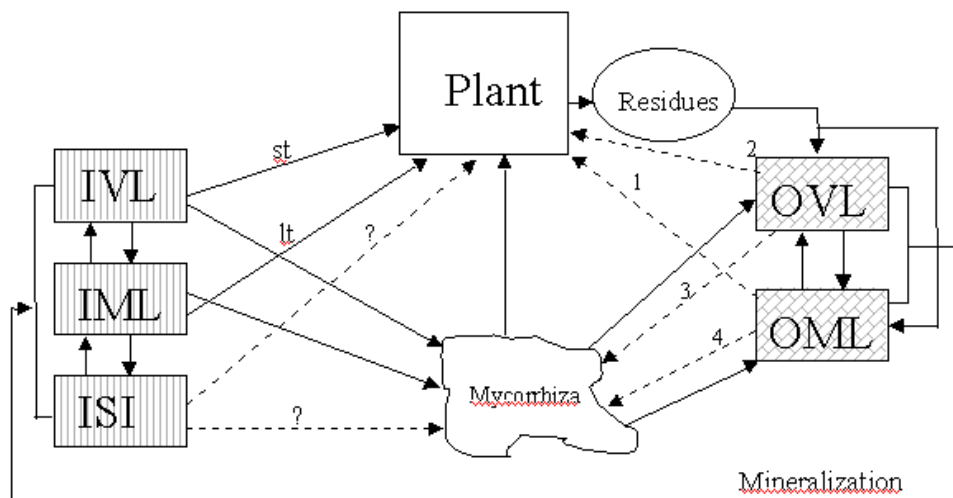 Plant
Residues
st
2
IVL
1
OVL
lt
?
IML
3
OML
4
Mycorrhiza
ISI
?
Mineralization